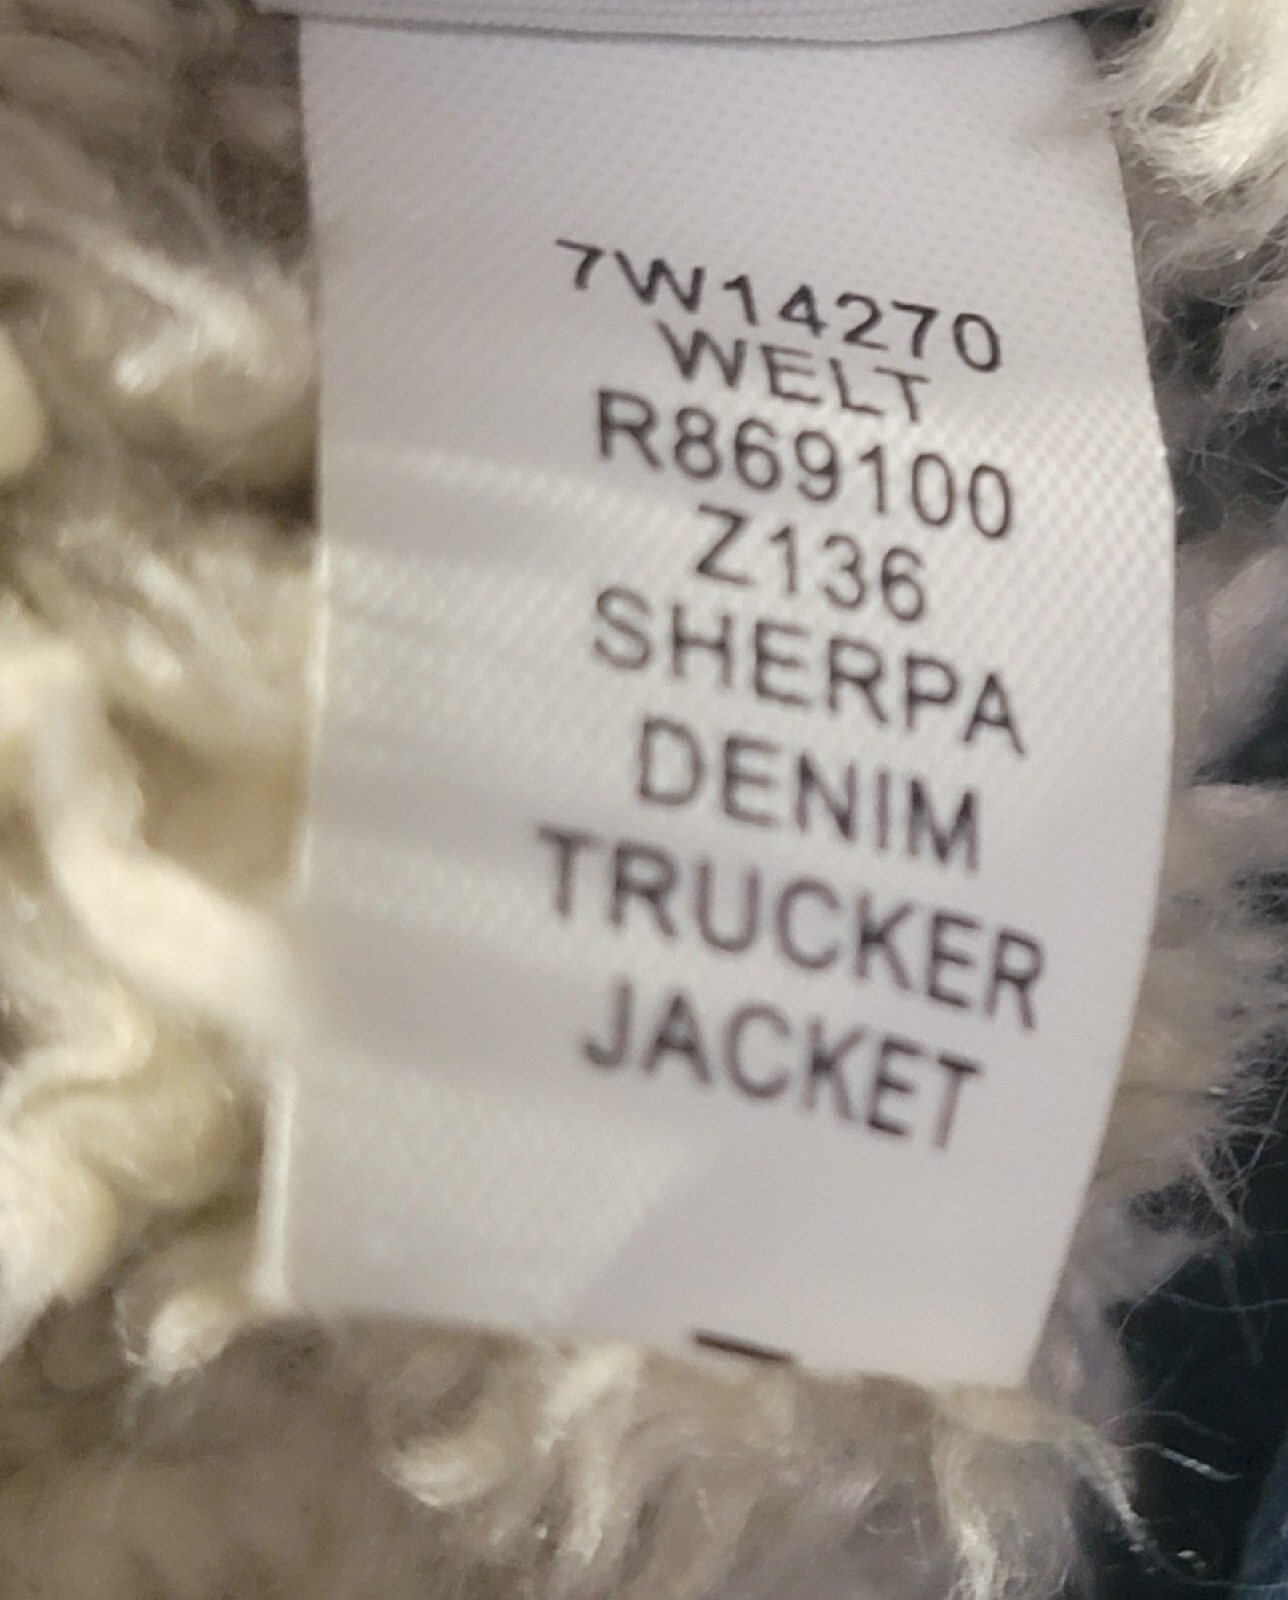 7W14270
WELT
R869100
Z136
SHERPA
DENIM
TRUCKER
JACKET